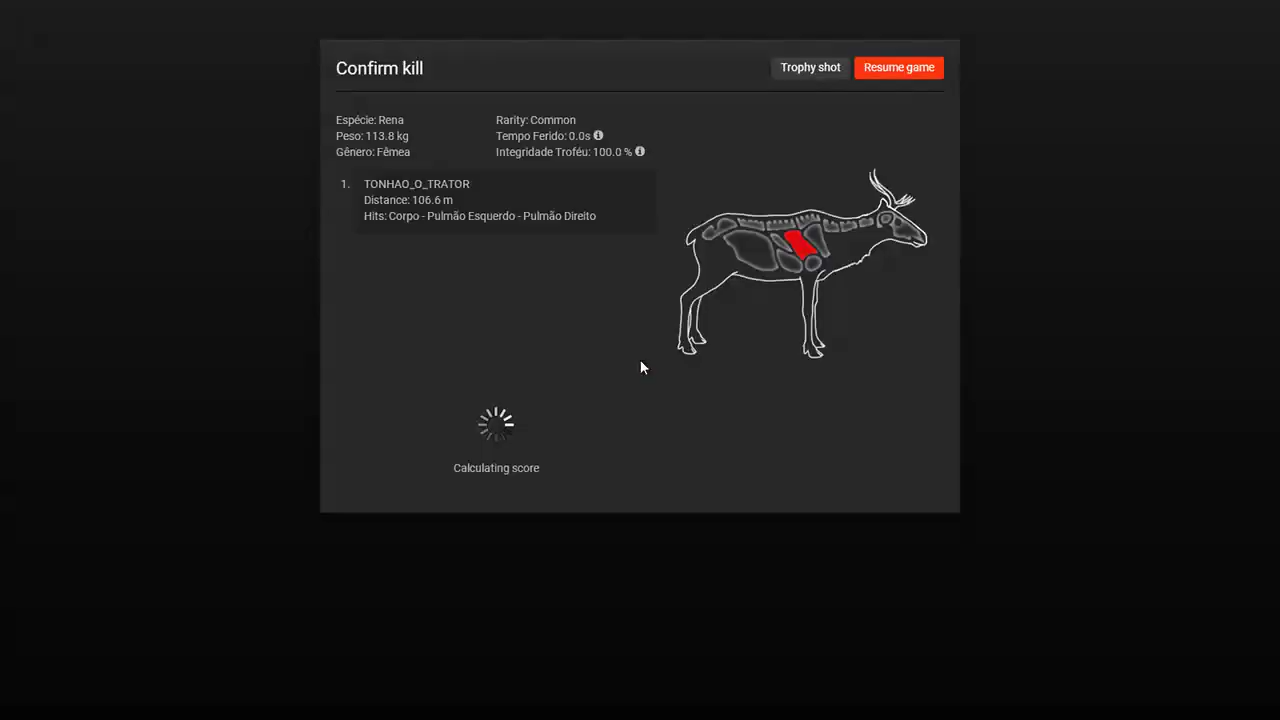 Confirm kill
Trophy shot
Resume game
Espécie: Rena
Rarity: Common
Peso: 113.8 kg
Tempo Ferido: 0.0s
Gênero: Fêmea
Integridade Troféu: 100.0 %
1. TONHAO_O_TRATOR
Distance: 106.6 m
Hits: Corpo - Pulmão Esquerdo - Pulmão Direito
Calculating score